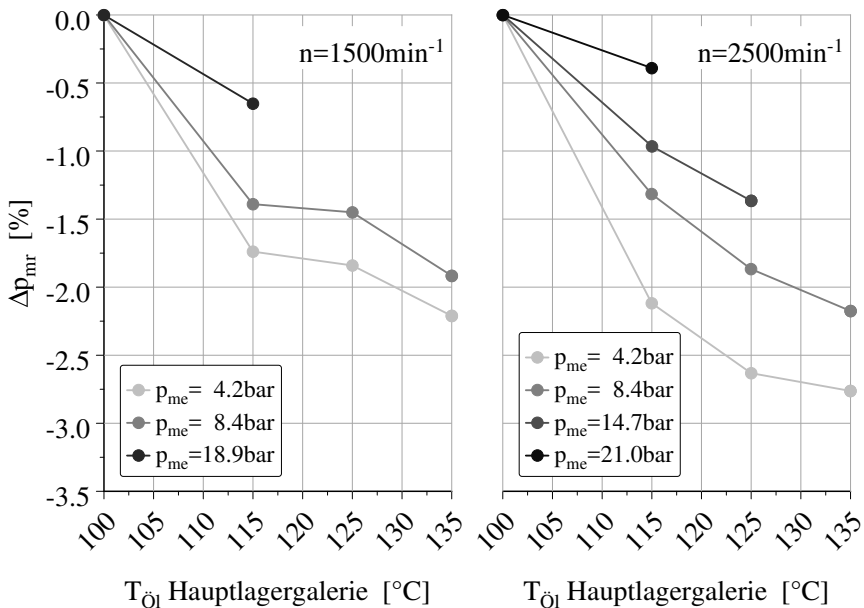 0.0
-0.5
-1.0
-1.5
-2.0
-2.5
-3.0
-3.5
Δp_mr [%]
n=1500min⁻¹
p_me= 4.2bar
p_me= 8.4bar
p_me=18.9bar
100 105 110 115 120 125 130 135
T_Öl Hauptlagergalerie [°C]
n=2500min⁻¹
p_me= 4.2bar
p_me= 8.4bar
p_me=14.7bar
p_me=21.0bar
100 105 110 115 120 125 130 135
T_Öl Hauptlagergalerie [°C]